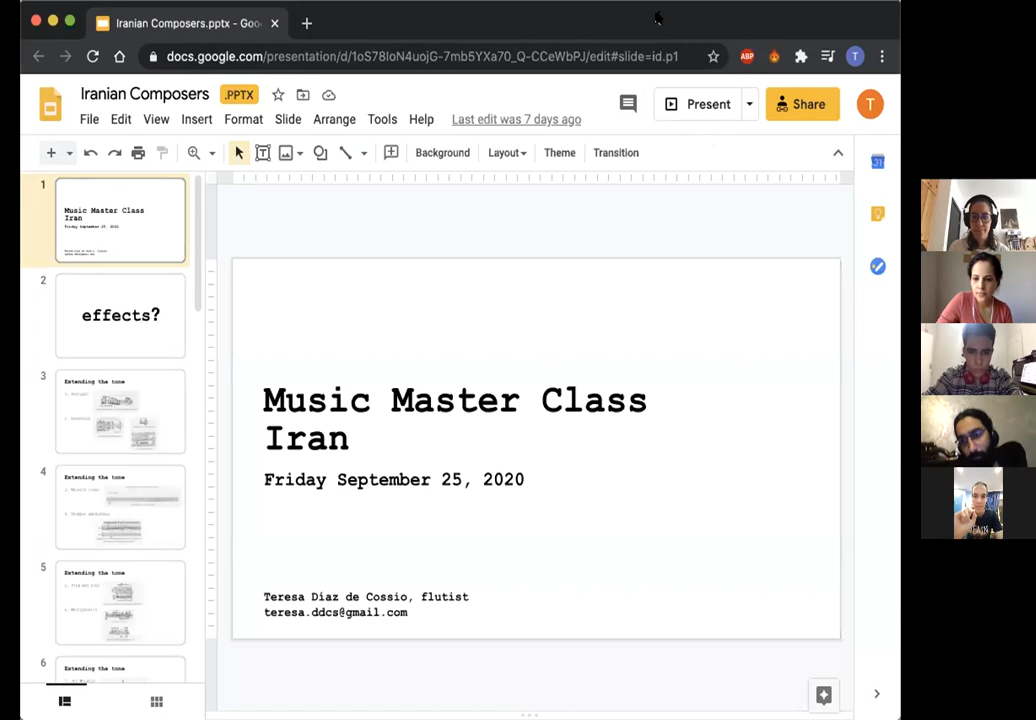 Iranian Composers.pptx - Goo
docs.google.com/presentation/d/1oS78IoN4uojG-7mb5YXa70_Q-CCeWbPJ/edit#slide=id.p1
ABP
T
Iranian Composers
.PPTX
File Edit View Insert Format Slide Arrange Tools Help
Last edit was 7 days ago
Present
Share
T
Background Layout Theme Transition
31
1
Music Master Class
Iran
Friday September 25, 2020
2
effects?
3
Extending the tone
4
Extending the tone
5
Extending the tone
6
Extending the tone
Music Master Class
Iran
Friday September 25, 2020
Teresa Diaz de Cossio, flutist
teresa.ddcs@gmail.com